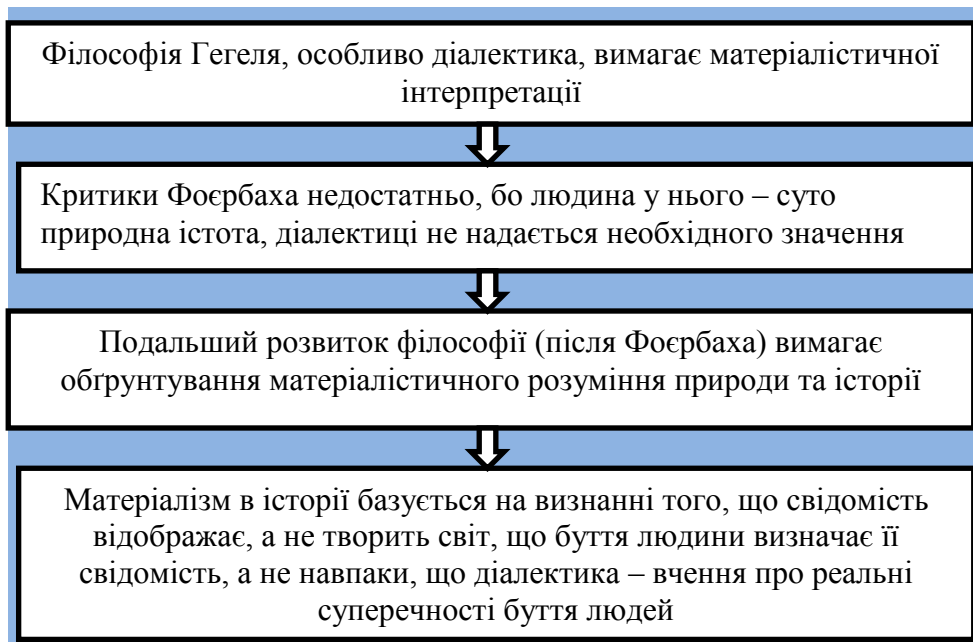 Філософія Гегеля, особливо діалектика, вимагає матеріалістичної
інтерпретації
Критики Фоєрбаха недостатньо, бо людина у нього – суто
природна істота, діалектиці не надається необхідного значення
Подальший розвиток філософії (після Фоєрбаха) вимагає
обґрунтування матеріалістичного розуміння природи та історії
Матеріалізм в історії базується на визнанні того, що свідомість
відображає, а не творить світ, що буття людини визначає її
свідомість, а не навпаки, що діалектика – вчення про реальні
суперечності буття людей